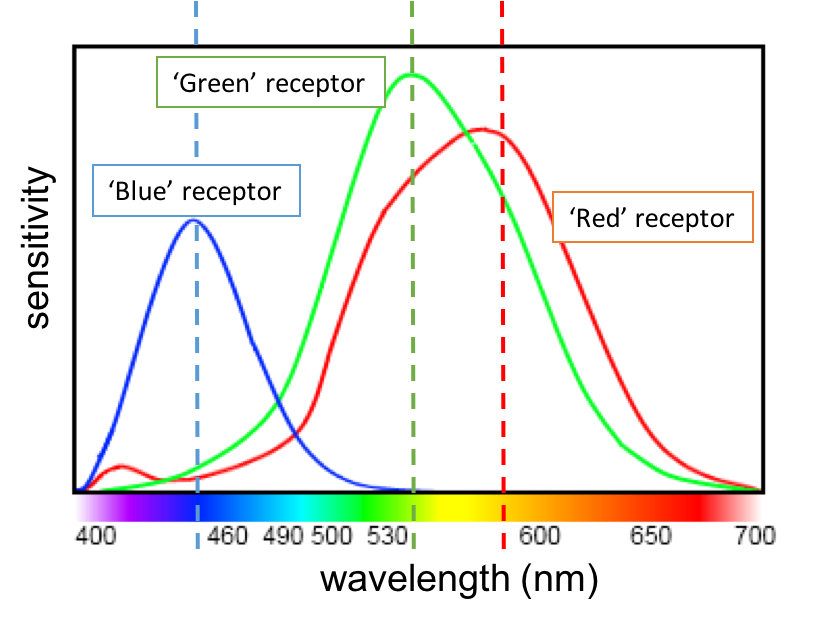 ‘Green’ receptor
‘Blue’ receptor
‘Red’ receptor
sensitivity
400 460 490 500 530 600 650 700
wavelength (nm)